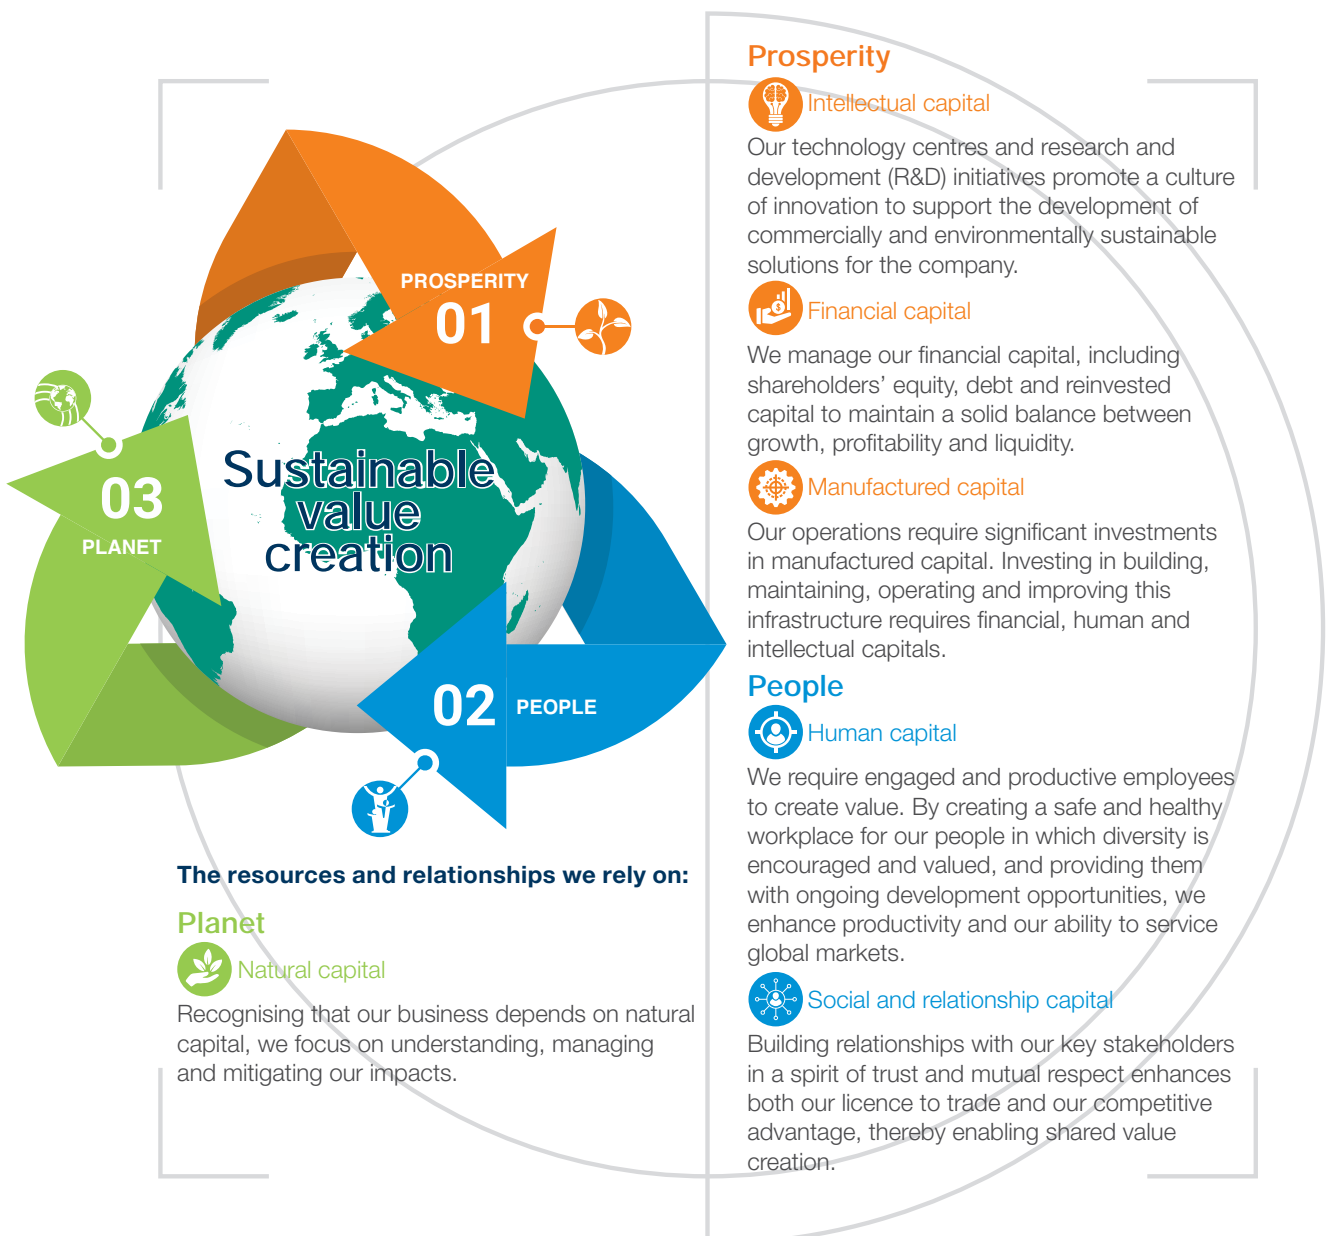 PROSPERITY
01
03
PLANET
Sustainable
value
creation
02
PEOPLE
The resources and relationships we rely on:
Planet
Natural capital
Recognising that our business depends on natural
capital, we focus on understanding, managing
and mitigating our impacts.
Prosperity
Intellectual capital
Our technology centres and research and
development (R&D) initiatives promote a culture
of innovation to support the development of
commercially and environmentally sustainable
solutions for the company.
Financial capital
We manage our financial capital, including
shareholders’ equity, debt and reinvested
capital to maintain a solid balance between
growth, profitability and liquidity.
Manufactured capital
Our operations require significant investments
in manufactured capital. Investing in building,
maintaining, operating and improving this
infrastructure requires financial, human and
intellectual capitals.
People
Human capital
We require engaged and productive employees
to create value. By creating a safe and healthy
workplace for our people in which diversity is
encouraged and valued, and providing them
with ongoing development opportunities, we
enhance productivity and our ability to service
global markets.
Social and relationship capital
Building relationships with our key stakeholders
in a spirit of trust and mutual respect enhances
both our licence to trade and our competitive
advantage, thereby enabling shared value
creation.